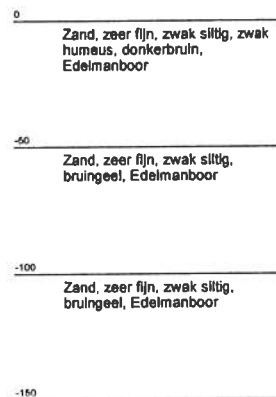 0
Zand, zeer fijn, zwak siltig, zwak
humeus, donkerbruin,
Edelmanboor
-50
Zand, zeer fijn, zwak siltig,
bruingeel, Edelmanboor
-100
Zand, zeer fijn, zwak siltig,
bruingeel, Edelmanboor
-150